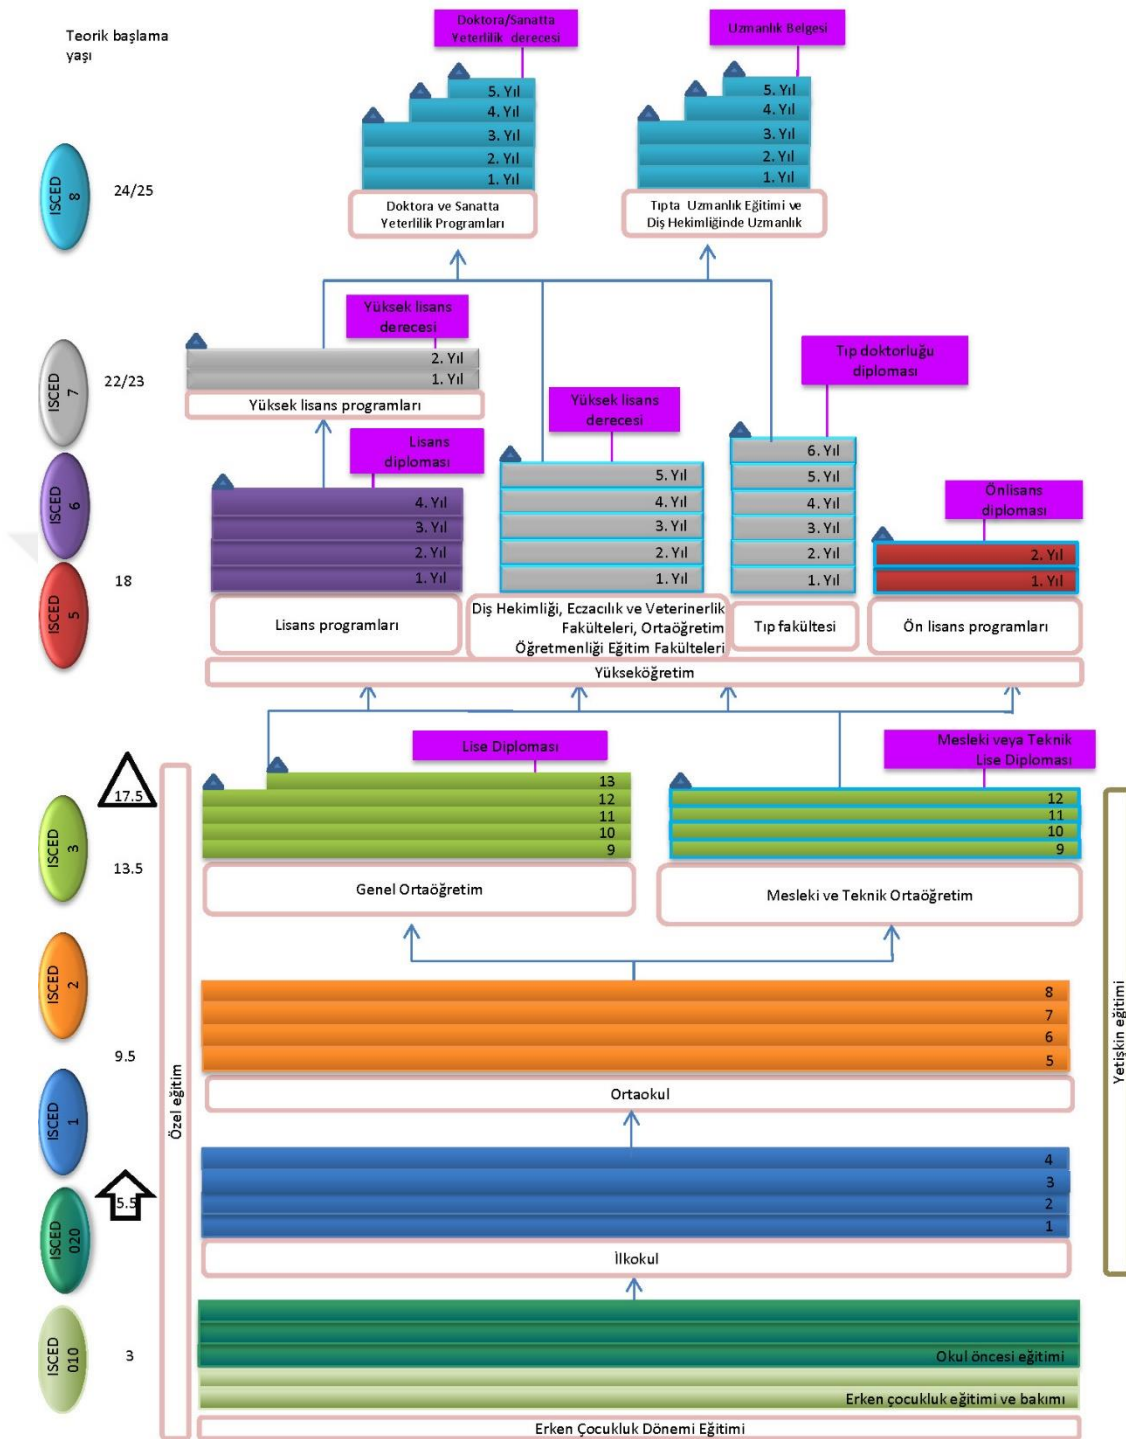 Teorik başlama
yaşı
Doktora/Sanatta
Yeterlilik derecesi
Uzmanlık Belgesi
5. Yıl
4. Yıl
3. Yıl
2. Yıl
1. Yıl
5. Yıl
4. Yıl
3. Yıl
2. Yıl
1. Yıl
ISCED
8
24/25
Doktora ve Sanatta
Yeterlilik Programları
Tıpta Uzmanlık Eğitimi ve
Diş Hekimliğinde Uzmanlık
Yüksek lisans
derecesi
2. Yıl
1. Yıl
ISCED
7
22/23
Yüksek lisans programları
Tıp doktorluğu
diploması
Yüksek lisans
derecesi
Lisans
diploması
Önlisans
diploması
ISCED
6
4. Yıl
3. Yıl
2. Yıl
1. Yıl
5. Yıl
4. Yıl
3. Yıl
2. Yıl
1. Yıl
6. Yıl
5. Yıl
4. Yıl
3. Yıl
2. Yıl
1. Yıl
2. Yıl
1. Yıl
ISCED
5
18
Lisans programları
Diş Hekimliği, Eczacılık ve Veterinerlik
Fakülteleri, Ortaöğretim
Öğretmenliği Eğitim Fakülteleri
Tıp fakültesi
Ön lisans programları
Yükseköğretim
Lise Diploması
Mesleki veya Teknik
Lise Diploması
17.5
13
12
11
10
9
12
11
10
9
ISCED
3
13.5
Genel Ortaöğretim
Mesleki ve Teknik Ortaöğretim
ISCED
2
8
7
6
5
9.5
Ortaokul
Özel eğitim
Yetişkin eğitimi
ISCED
1
4
3
2
1
5.5
ISCED
020
İlkokul
ISCED
010
3
Okul öncesi eğitimi
Erken çocukluk eğitimi ve bakımı
Erken Çocukluk Dönemi Eğitimi